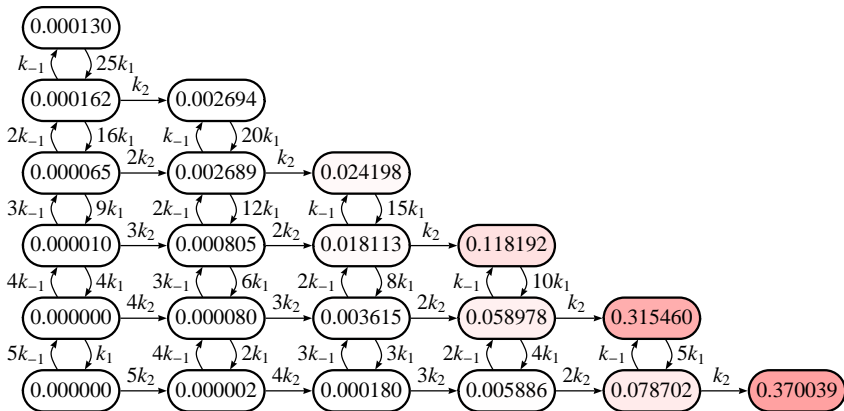 0.000130
k₋₁ 25k₁ k₂
0.000162 0.002694
2k₋₁ 16k₁ 2k₂ k₋₁ 20k₁ k₂
0.000065 0.002689 0.024198
3k₋₁ 9k₁ 3k₂ 2k₋₁ 12k₁ 2k₂ k₋₁ 15k₁ k₂
0.000010 0.000805 0.018113 0.118192
4k₋₁ 4k₁ 4k₂ 3k₋₁ 6k₁ 3k₂ 2k₋₁ 8k₁ 2k₂ k₋₁ 10k₁ k₂
0.000000 0.000080 0.003615 0.058978 0.315460
5k₋₁ k₁ 5k₂ 4k₋₁ 2k₁ 4k₂ 3k₋₁ 3k₁ 3k₂ 2k₋₁ 4k₁ 2k₂ k₋₁ 5k₁ k₂
0.000000 0.000002 0.000180 0.005886 0.078702 0.370039